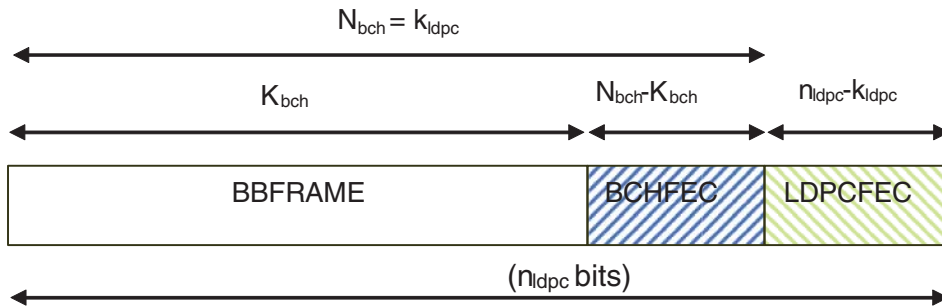 N_bch = k_ldpc
K_bch N_bch-K_bch n_ldpc-k_ldpc
BBFRAME BCHFEC LDPCFEC
(n_ldpc bits)